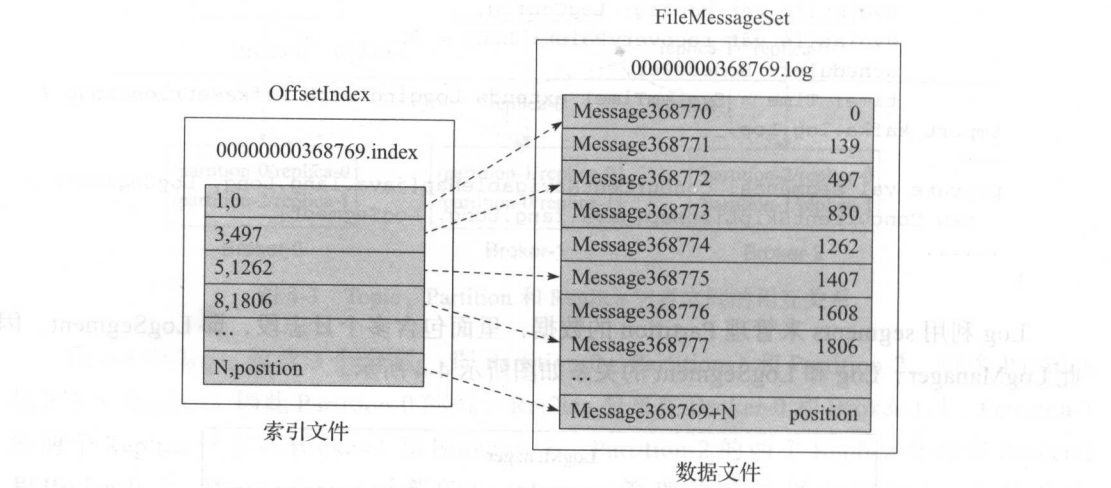 FileMessageSet
00000000368769.log
Message368770 0
Message368771 139
Message368772 497
Message368773 830
Message368774 1262
Message368775 1407
Message368776 1608
Message368777 1806
...
Message368769+N position
数据文件
OffsetIndex
00000000368769.index
1,0
3,497
5,1262
8,1806
...
N,position
索引文件